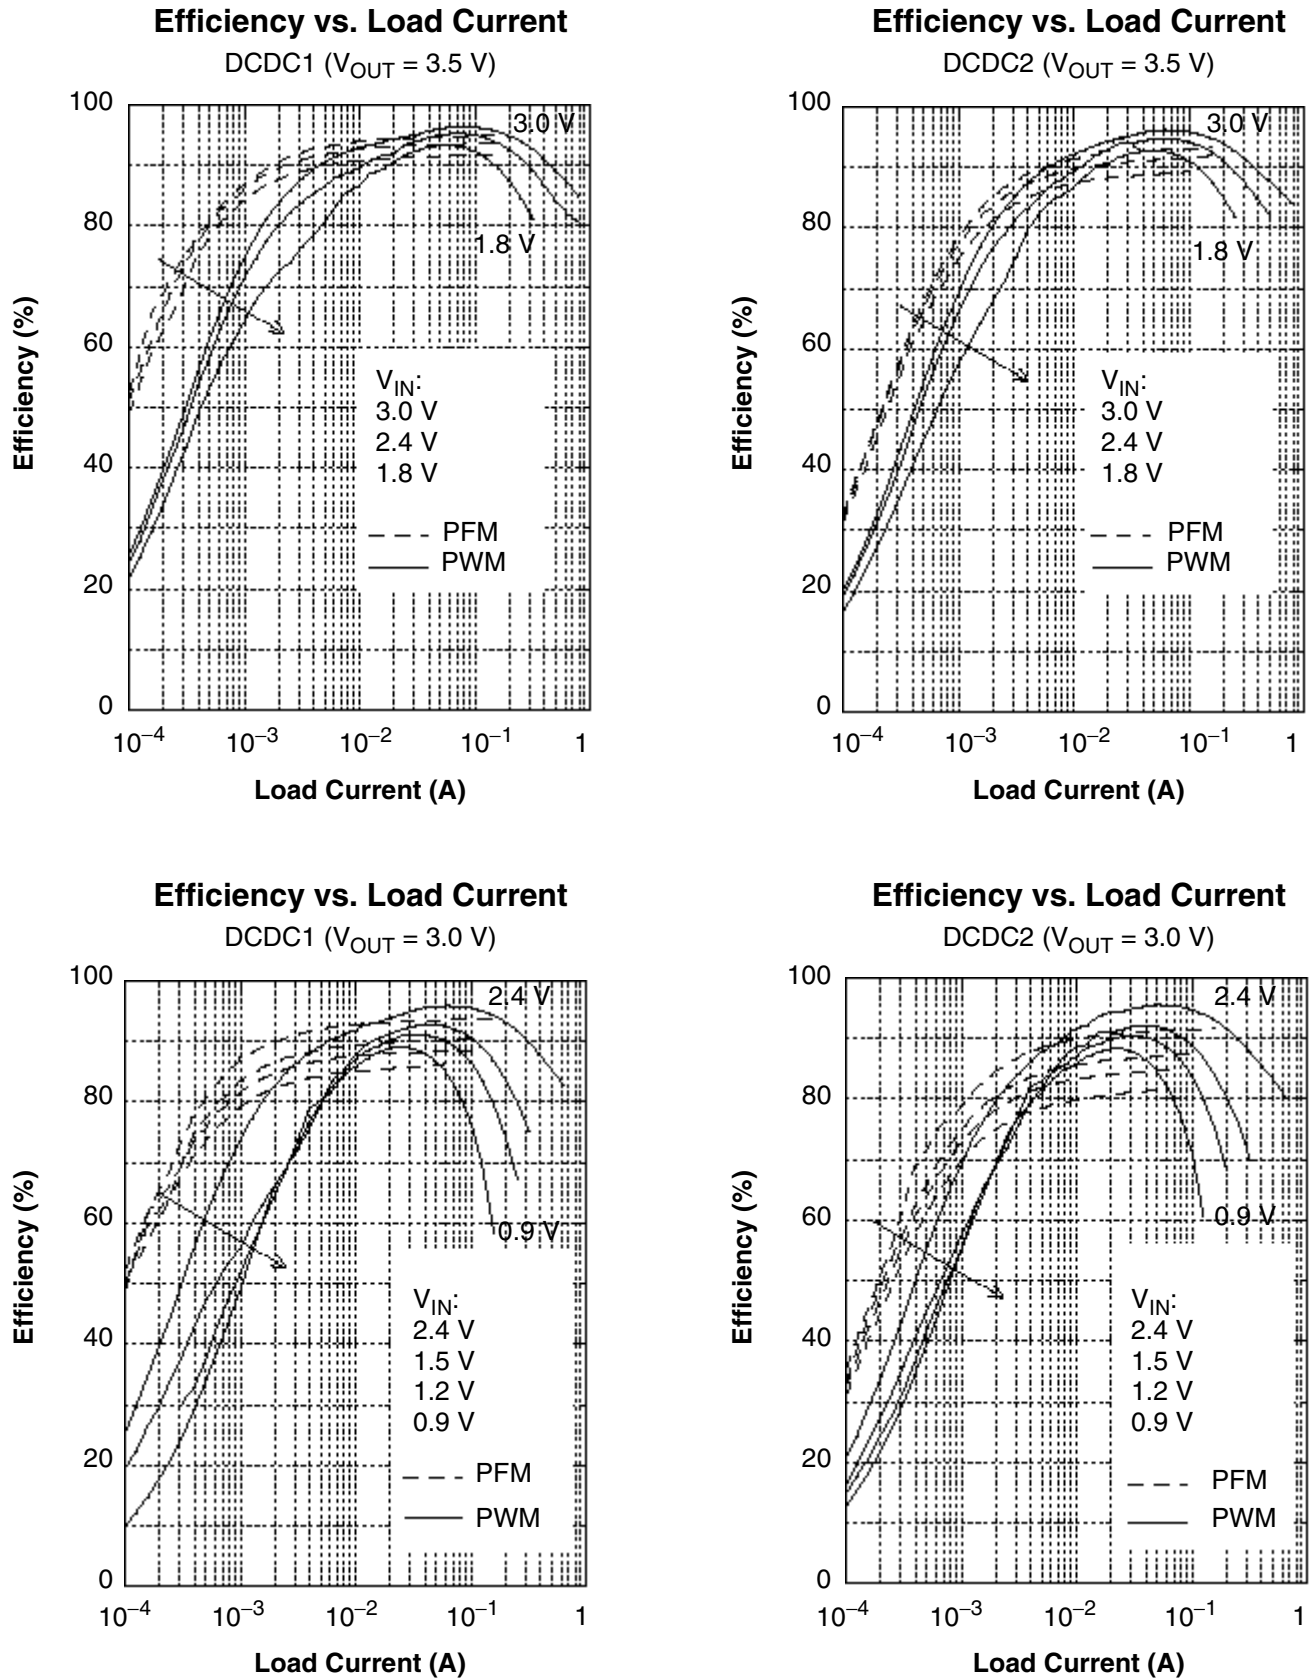 Efficiency vs. Load Current
DCDC1 (VOUT = 3.5 V)
100
80
60
40
20
0
Efficiency (%)
3.0 V
1.8 V
VIN:
3.0 V
2.4 V
1.8 V
PFM
PWM
10–4
10–3
10–2
10–1
1
Load Current (A)
Efficiency vs. Load Current
DCDC2 (VOUT = 3.5 V)
100
80
60
40
20
0
Efficiency (%)
3.0 V
1.8 V
VIN:
3.0 V
2.4 V
1.8 V
PFM
PWM
10–4
10–3
10–2
10–1
1
Load Current (A)
Efficiency vs. Load Current
DCDC1 (VOUT = 3.0 V)
100
80
60
40
20
0
Efficiency (%)
2.4 V
0.9 V
VIN:
2.4 V
1.5 V
1.2 V
0.9 V
PFM
PWM
10–4
10–3
10–2
10–1
1
Load Current (A)
Efficiency vs. Load Current
DCDC2 (VOUT = 3.0 V)
100
80
60
40
20
0
Efficiency (%)
2.4 V
0.9 V
VIN:
2.4 V
1.5 V
1.2 V
0.9 V
PFM
PWM
10–4
10–3
10–2
10–1
1
Load Current (A)